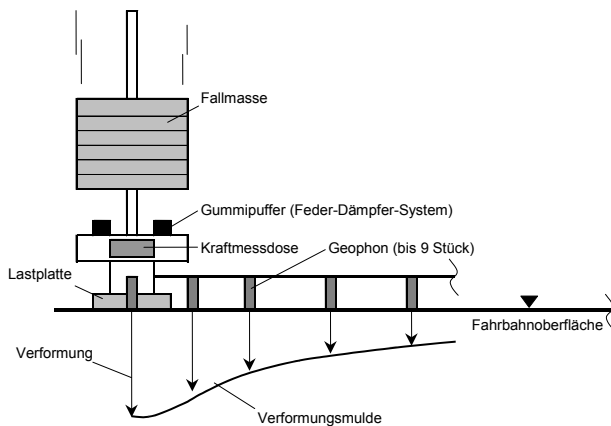 Fallmasse
Gummipuffer (Feder-Dämpfer-System)
Kraftmessdose
Geophon (bis 9 Stück)
Lastplatte
Fahrbahnoberfläche
Verformung
Verformungsmulde